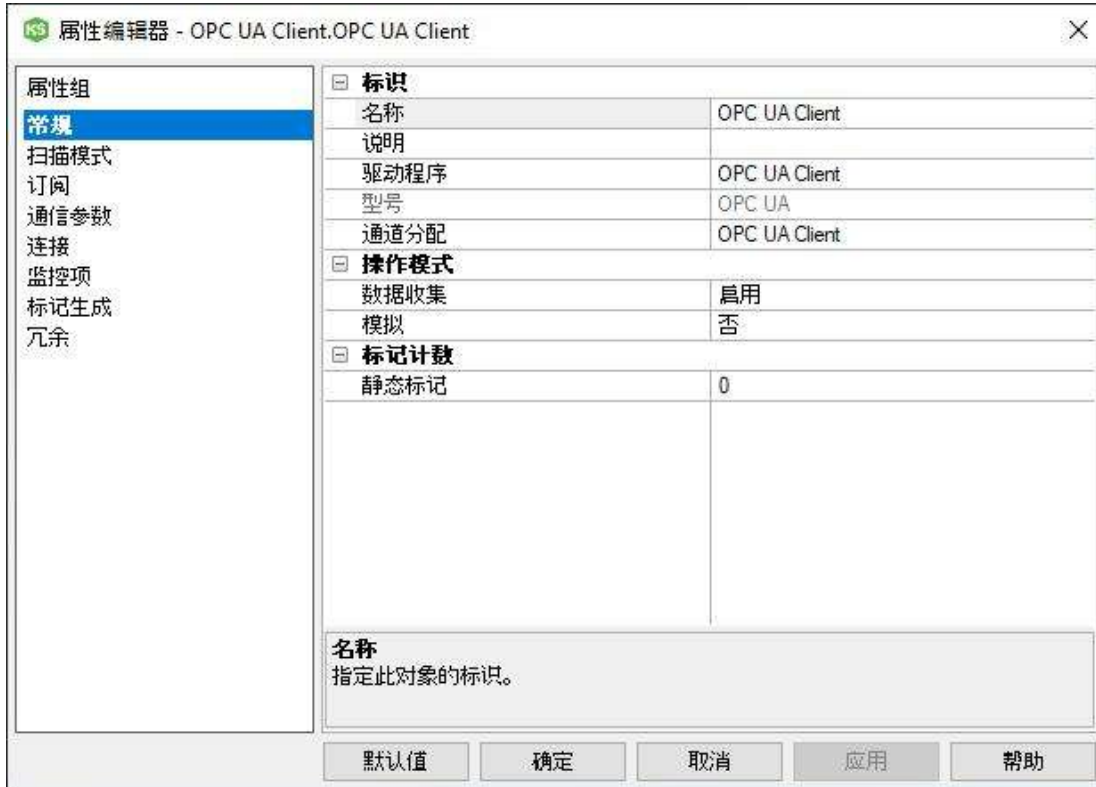 KS 属性编辑器 - OPC UA Client.OPC UA Client
属性组
常规
扫描模式
订阅
通信参数
连接
监控项
标记生成
冗余
标识
名称 OPC UA Client
说明
驱动程序 OPC UA Client
型号 OPC UA
通道分配 OPC UA Client
操作模式
数据收集 启用
模拟 否
标记计数
静态标记 0
名称
指定此对象的标识。
默认值 确定 取消 应用 帮助